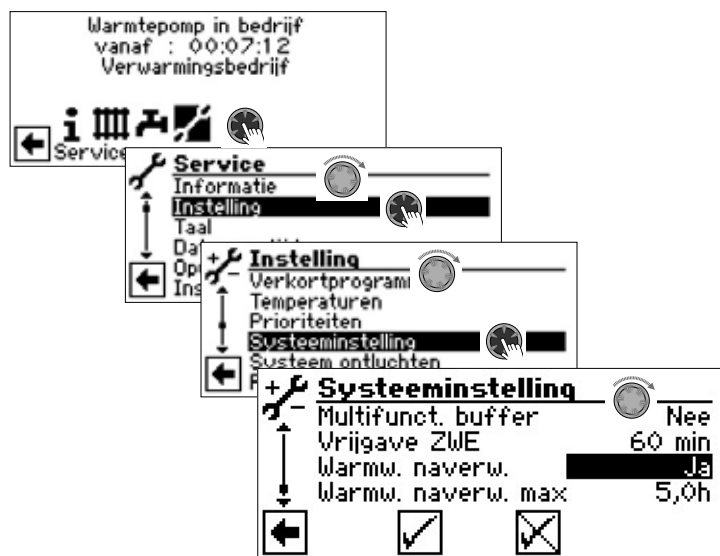 Warmtepomp in bedrijf
vanaf : 00:07:12
Verwarmingsbedrijf
Service
Service
Informatie
Instelling
Taal
Instelling
Temperaturen
Prioriteiten
Systeeminstelling
Systeem ontluchten
Systeeminstelling
Multifunct. buffer Nee
Vrijgave ZWE 60 min
Warmw. naverw. Ja
Warmw. naverw. max 5,0h